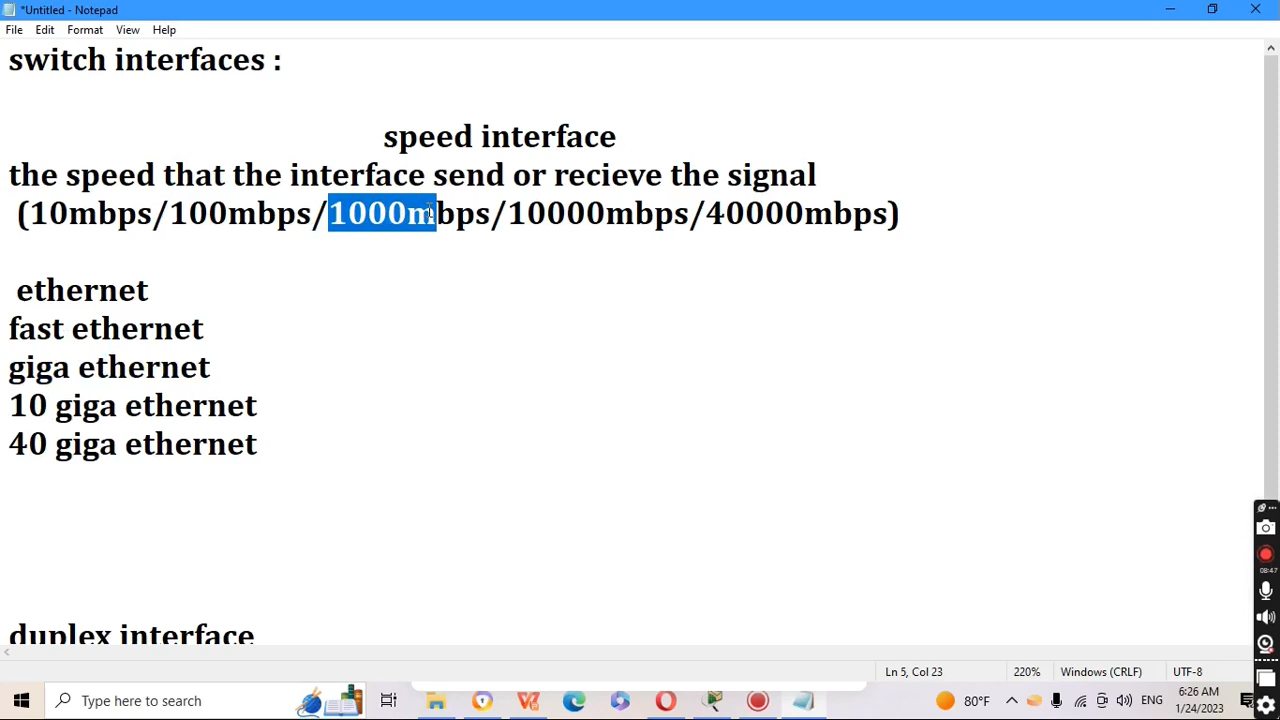 *Untitled - Notepad
File Edit Format View Help
switch interfaces :
speed interface
the speed that the interface send or recieve the signal
(10mbps/100mbps/1000mbps/10000mbps/40000mbps)
ethernet
fast ethernet
giga ethernet
10 giga ethernet
40 giga ethernet
duplex interface
08:47
Ln 5, Col 23 220% Windows (CRLF) UTF-8
Type here to search 80°F ENG 6:26 AM
1/24/2023